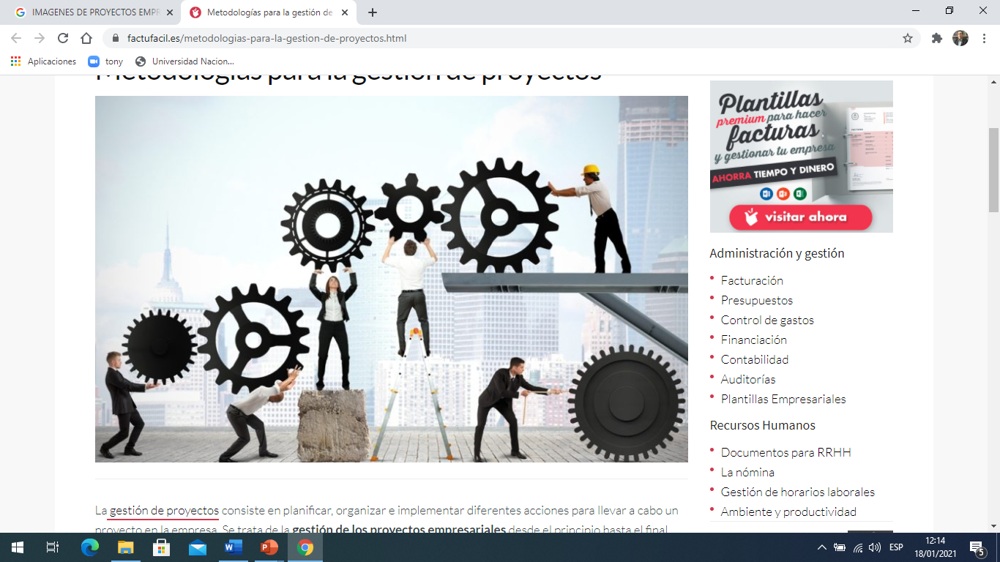 IMAGENES DE PROYECTOS EMPR
Metodologías para la gestión de
factufacil.es/metodologias-para-la-gestion-de-proyectos.html
Aplicaciones
tony
Universidad Nacion...
Metodologías para la gestión de proyectos
Plantillas
premium para hacer
facturas
y gestionar tu empresa
AHORRA TIEMPO Y DINERO
visitar ahora
Administración y gestión
Facturación
Presupuestos
Control de gastos
Financiación
Contabilidad
Auditorías
Plantillas Empresariales
Recursos Humanos
Documentos para RRHH
La nómina
Gestión de horarios laborales
Ambiente y productividad
La gestión de proyectos consiste en planificar, organizar e implementar diferentes acciones para llevar a cabo un
proyecto en la empresa. Se trata de la gestión de los proyectos empresariales desde el principio hasta el final,
ESP
12:14
18/01/2021
5